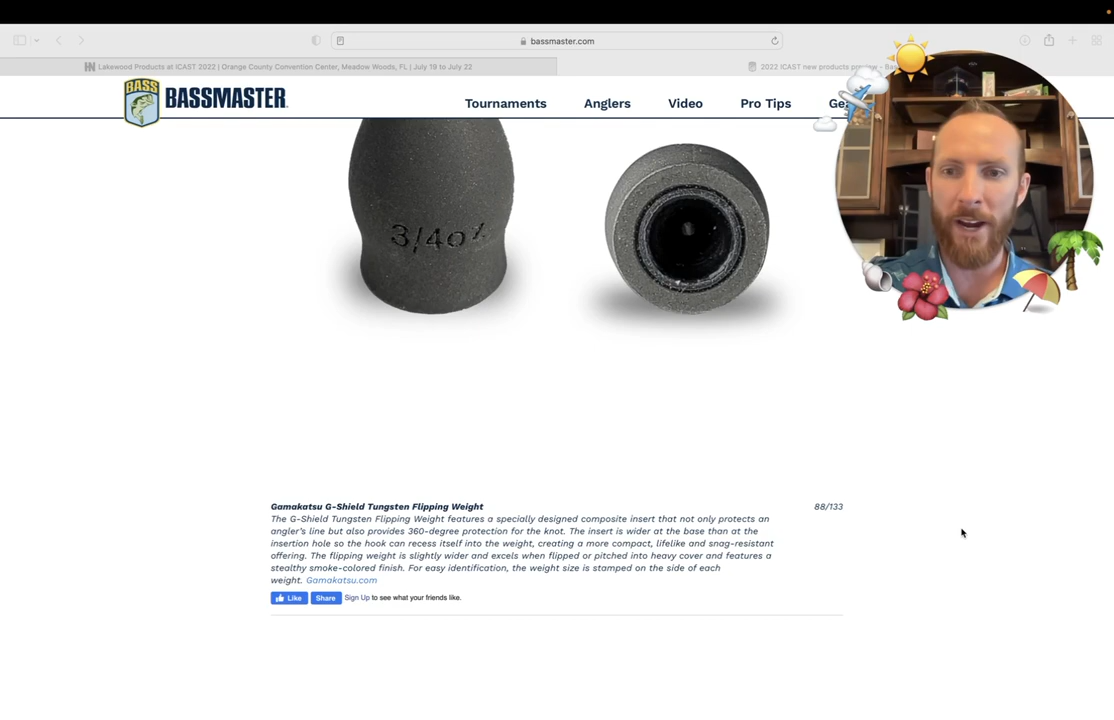 bassmaster.com
Lakewood Products at ICAST 2022 | Orange County Convention Center, Meadow Woods, FL | July 19 to July 22
2022 ICAST new products preview - Bas
BASS
BASSMASTER
Tournaments
Anglers
Video
Pro Tips
Gea
3/4oz
Gamakatsu G-Shield Tungsten Flipping Weight
88/133
The G-Shield Tungsten Flipping Weight features a specially designed composite insert that not only protects an
angler's line but also provides 360-degree protection for the knot. The insert is wider at the base than at the
insertion hole so the hook can recess itself into the weight, creating a more compact, lifelike and snag-resistant
offering. The flipping weight is slightly wider and excels when flipped or pitched into heavy cover and features a
stealthy smoke-colored finish. For easy identification, the weight size is stamped on the side of each
weight. Gamakatsu.com
Like
Share
Sign Up to see what your friends like.